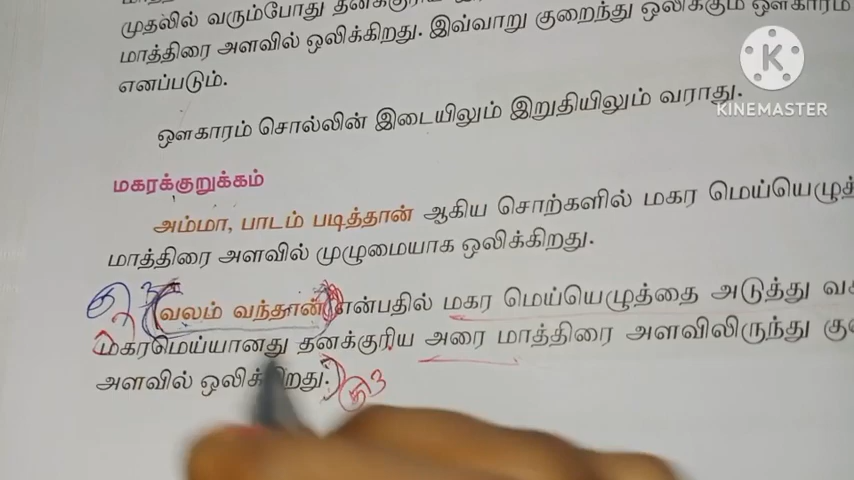 முதலில் வரும்போது தனக்குரிய
மாத்திரை அளவில் ஒலிக்கிறது. இவ்வாறு குறைந்து ஒலிக்கும் ஔகாரம்
எனப்படும்.
ஔகாரம் சொல்லின் இடையிலும் இறுதியிலும் வராது.
மகரக்குறுக்கம்
அம்மா, பாடம் படித்தான் ஆகிய சொற்களில் மகர மெய்யெழுத்
மாத்திரை அளவில் முழுமையாக ஒலிக்கிறது.
வலம் வந்தான் என்பதில் மகர மெய்யெழுத்தை அடுத்து வக
மகரமெய்யானது தனக்குரிய அரை மாத்திரை அளவிலிருந்து கு
அளவில் ஒலிக்கிறது.
KINEMASTER